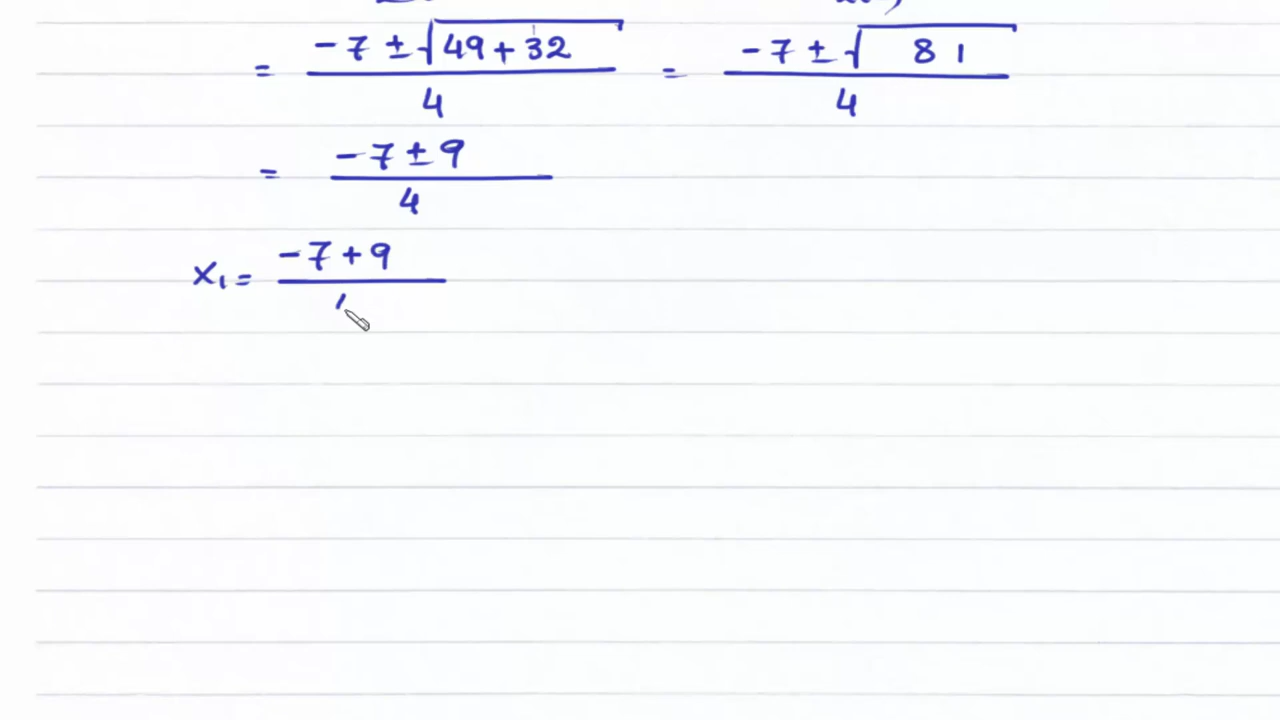 = -7 ± √49 + 32 / 4 = -7 ± √81 / 4
= -7 ± 9 / 4
x₁ = -7 + 9 /